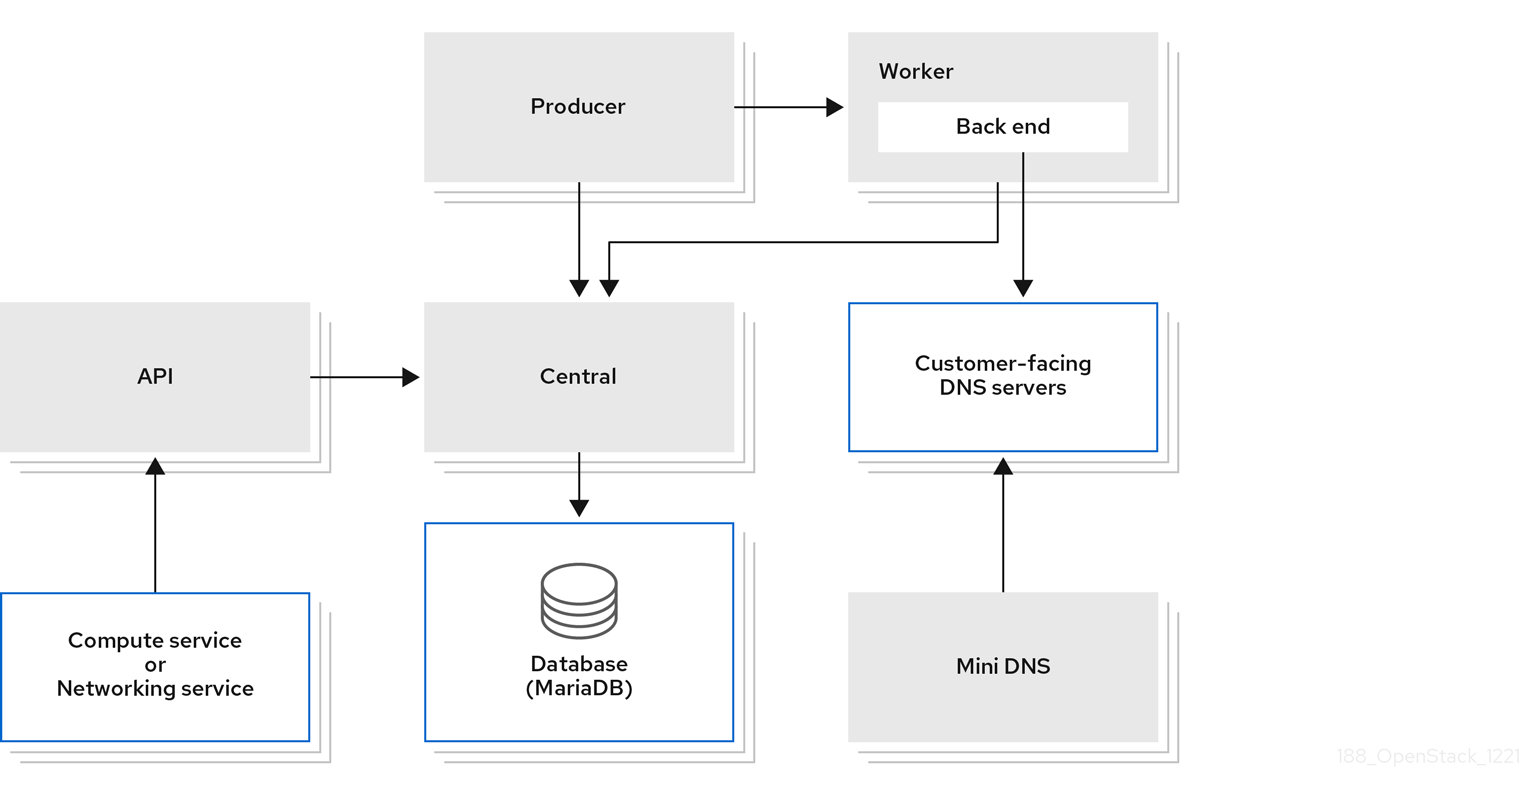 Producer
Worker
Back end
API
Central
Customer-facing
DNS servers
Compute service
or
Networking service
Database
(MariaDB)
Mini DNS
188_OpenStack_1221